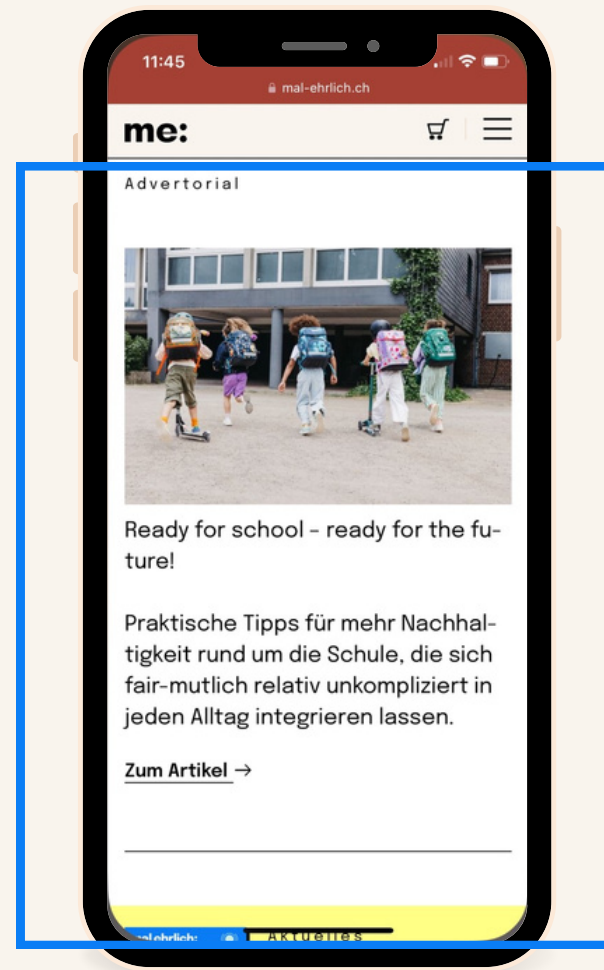 11:45
mal-ehrlich.ch
me:
Advertorial
Ready for school – ready for the fu-
ture!
Praktische Tipps für mehr Nachhal-
tigkeit rund um die Schule, die sich
fair-mutlich relativ unkompliziert in
jeden Alltag integrieren lassen.
Zum Artikel →
mal ehrlich: Aktuelles